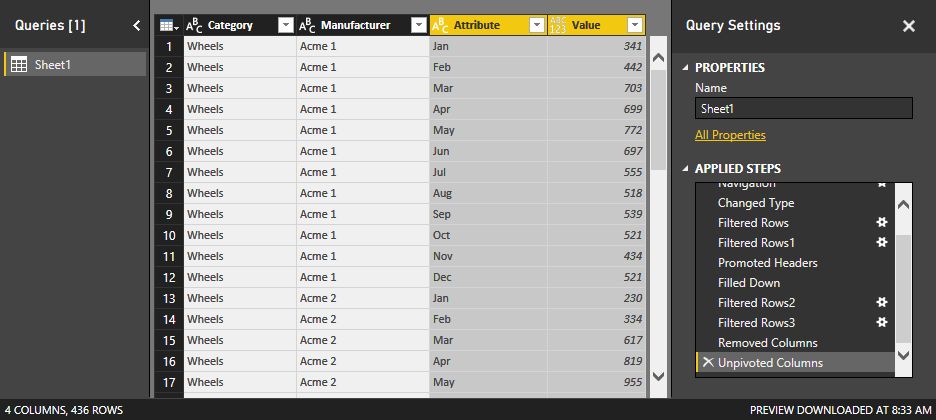 Queries [1]
Sheet1
ABC Category ABC Manufacturer ABC Attribute ABC 123 Value
1 Wheels Acme 1 Jan 341
2 Wheels Acme 1 Feb 442
3 Wheels Acme 1 Mar 703
4 Wheels Acme 1 Apr 699
5 Wheels Acme 1 May 772
6 Wheels Acme 1 Jun 697
7 Wheels Acme 1 Jul 555
8 Wheels Acme 1 Aug 518
9 Wheels Acme 1 Sep 539
10 Wheels Acme 1 Oct 521
11 Wheels Acme 1 Nov 434
12 Wheels Acme 1 Dec 521
13 Wheels Acme 2 Jan 230
14 Wheels Acme 2 Feb 334
15 Wheels Acme 2 Mar 617
16 Wheels Acme 2 Apr 819
17 Wheels Acme 2 May 955
Query Settings
PROPERTIES
Name
Sheet1
All Properties
APPLIED STEPS
Navigation
Changed Type
Filtered Rows
Filtered Rows1
Promoted Headers
Filled Down
Filtered Rows2
Filtered Rows3
Removed Columns
Unpivoted Columns
4 COLUMNS, 436 ROWS
PREVIEW DOWNLOADED AT 8:33 AM